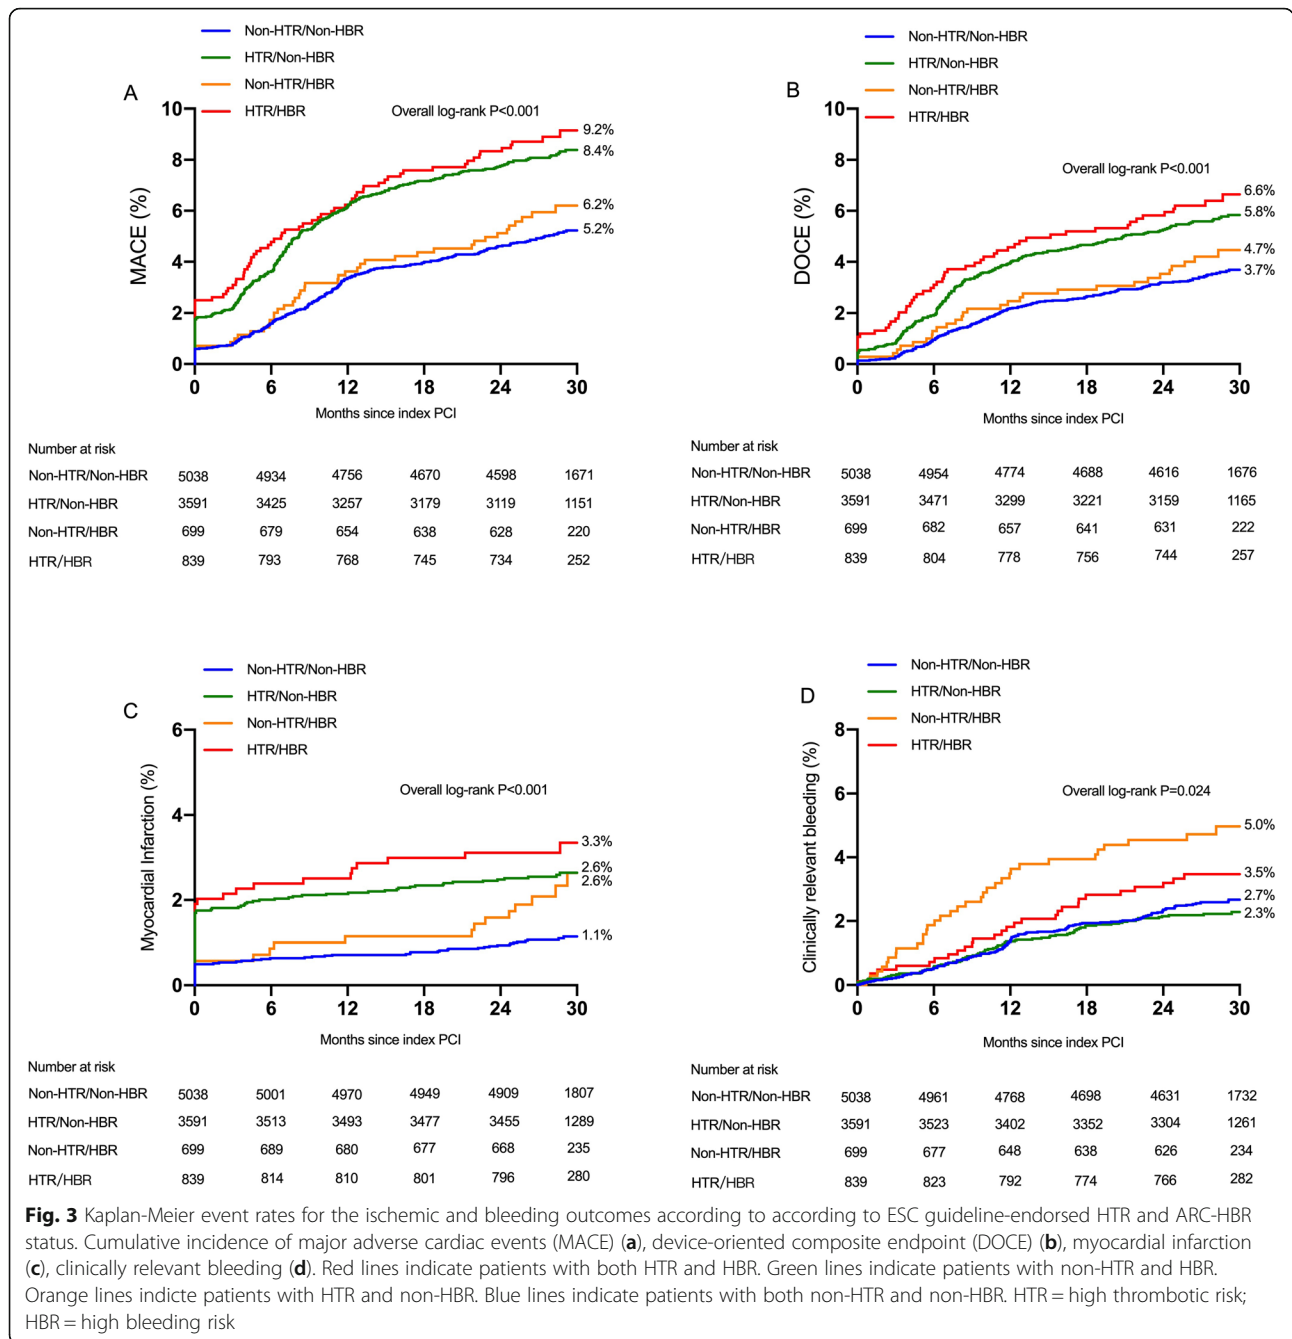 Non-HTR/Non-HBR
HTR/Non-HBR
Non-HTR/HBR
HTR/HBR
A
Overall log-rank P<0.001
MACE (%)
10
8
6
4
2
0
9.2%
8.4%
6.2%
5.2%
0 6 12 18 24 30
Months since index PCI
Number at risk
Non-HTR/Non-HBR 5038 4934 4756 4670 4598 1671
HTR/Non-HBR 3591 3425 3257 3179 3119 1151
Non-HTR/HBR 699 679 654 638 628 220
HTR/HBR 839 793 768 745 734 252
Non-HTR/Non-HBR
HTR/Non-HBR
Non-HTR/HBR
HTR/HBR
B
Overall log-rank P<0.001
DOCE (%)
10
8
6
4
2
0
6.6%
5.8%
4.7%
3.7%
0 6 12 18 24 30
Months since index PCI
Number at risk
Non-HTR/Non-HBR 5038 4954 4774 4688 4616 1676
HTR/Non-HBR 3591 3471 3299 3221 3159 1165
Non-HTR/HBR 699 682 657 641 631 222
HTR/HBR 839 804 778 756 744 257
Non-HTR/Non-HBR
HTR/Non-HBR
Non-HTR/HBR
HTR/HBR
C
Overall log-rank P<0.001
Myocardial Infarction (%)
6
4
2
0
3.3%
2.6%
2.6%
1.1%
0 6 12 18 24 30
Months since index PCI
Number at risk
Non-HTR/Non-HBR 5038 5001 4970 4949 4909 1807
HTR/Non-HBR 3591 3513 3493 3477 3455 1289
Non-HTR/HBR 699 689 680 677 668 235
HTR/HBR 839 814 810 801 796 280
Non-HTR/Non-HBR
HTR/Non-HBR
Non-HTR/HBR
HTR/HBR
D
Overall log-rank P=0.024
Clinically relevant bleeding (%)
8
6
4
2
0
5.0%
3.5%
2.7%
2.3%
0 6 12 18 24 30
Months since index PCI
Number at risk
Non-HTR/Non-HBR 5038 4961 4768 4698 4631 1732
HTR/Non-HBR 3591 3523 3402 3352 3304 1261
Non-HTR/HBR 699 677 648 638 626 234
HTR/HBR 839 823 792 774 766 282
Fig. 3 Kaplan-Meier event rates for the ischemic and bleeding outcomes according to according to ESC guideline-endorsed HTR and ARC-HBR
status. Cumulative incidence of major adverse cardiac events (MACE) (a), device-oriented composite endpoint (DOCE) (b), myocardial infarction
(c), clinically relevant bleeding (d). Red lines indicate patients with both HTR and HBR. Green lines indicate patients with non-HTR and HBR.
Orange lines indicte patients with HTR and non-HBR. Blue lines indicate patients with both non-HTR and non-HBR. HTR = high thrombotic risk;
HBR = high bleeding risk